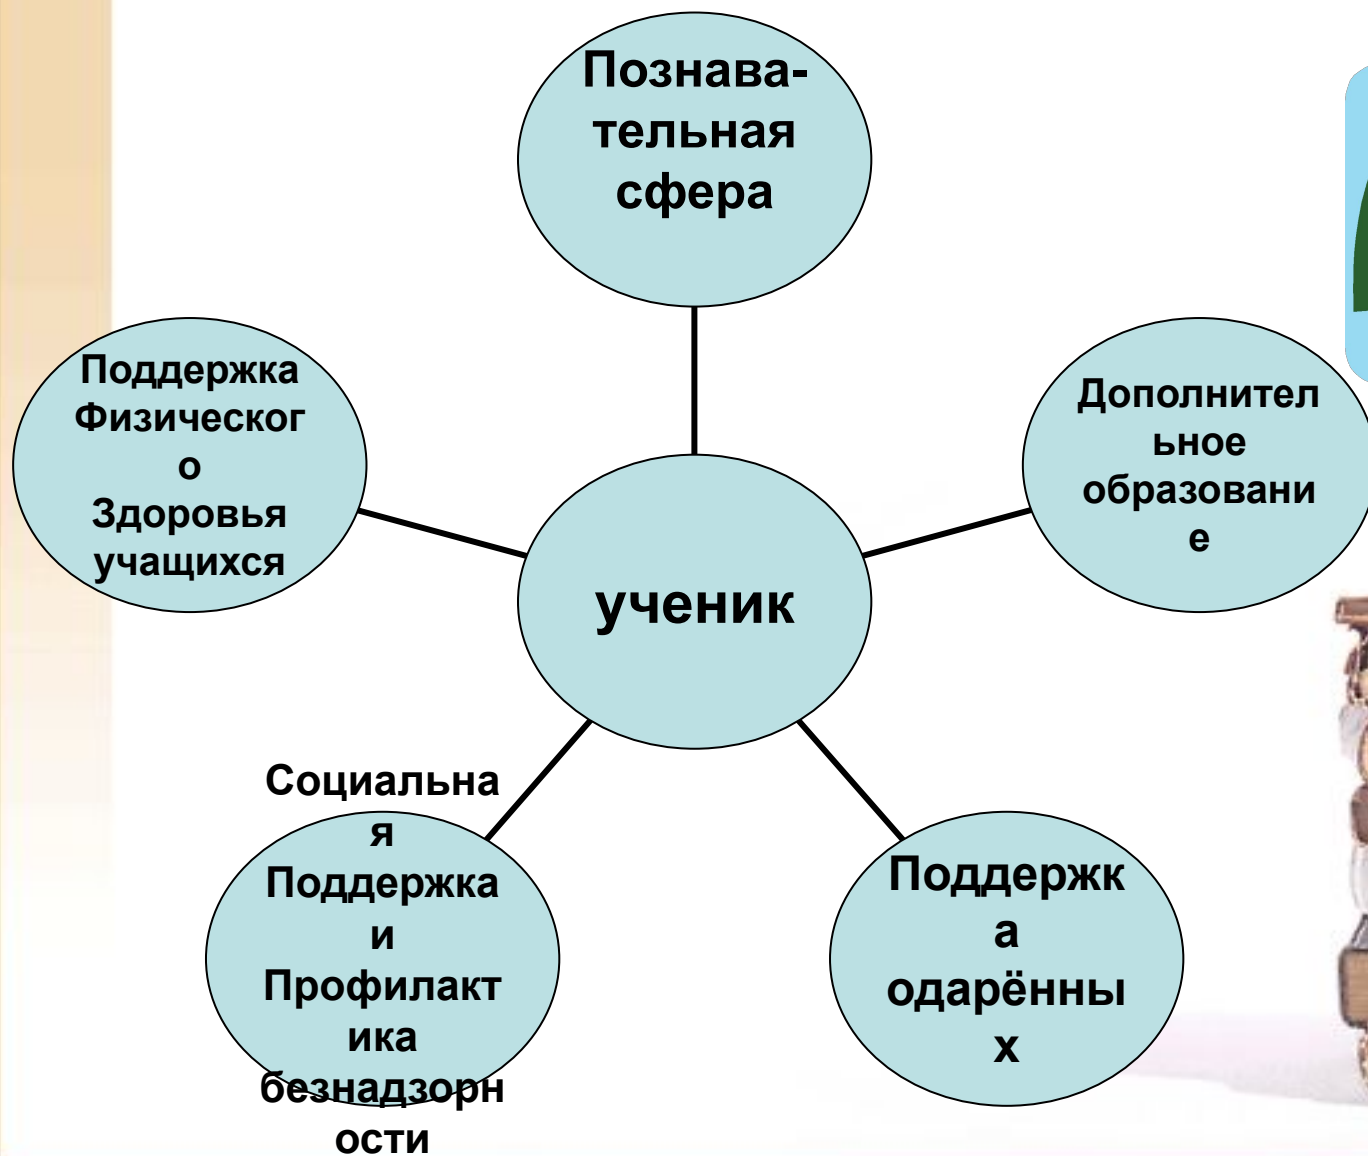 Познава-
тельная
сфера
Поддержка
Физическог
о
Здоровья
учащихся
Дополнител
ьное
образовани
е
ученик
Социальна
я
Поддержка
и
Профилакт
ика
безнадзорн
ости
Поддержк
а
одарённы
х